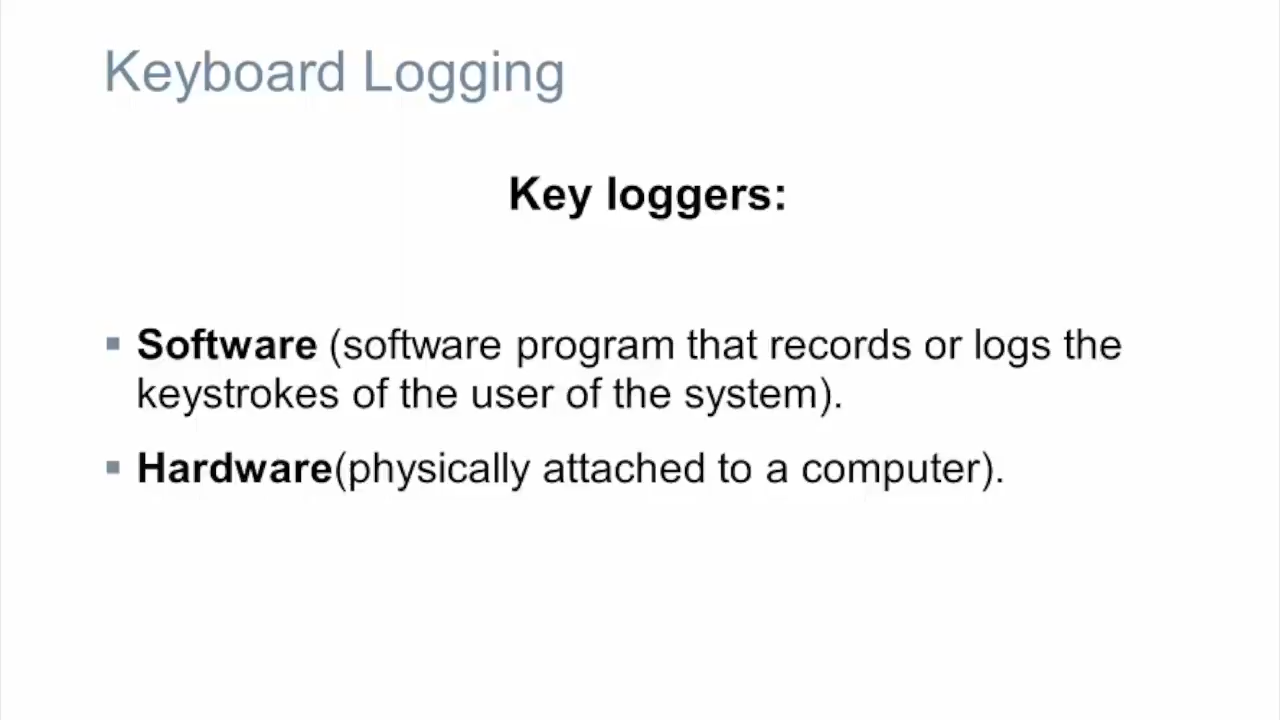 Keyboard Logging
Key loggers:
▪ Software (software program that records or logs the
keystrokes of the user of the system).
▪ Hardware(physically attached to a computer).